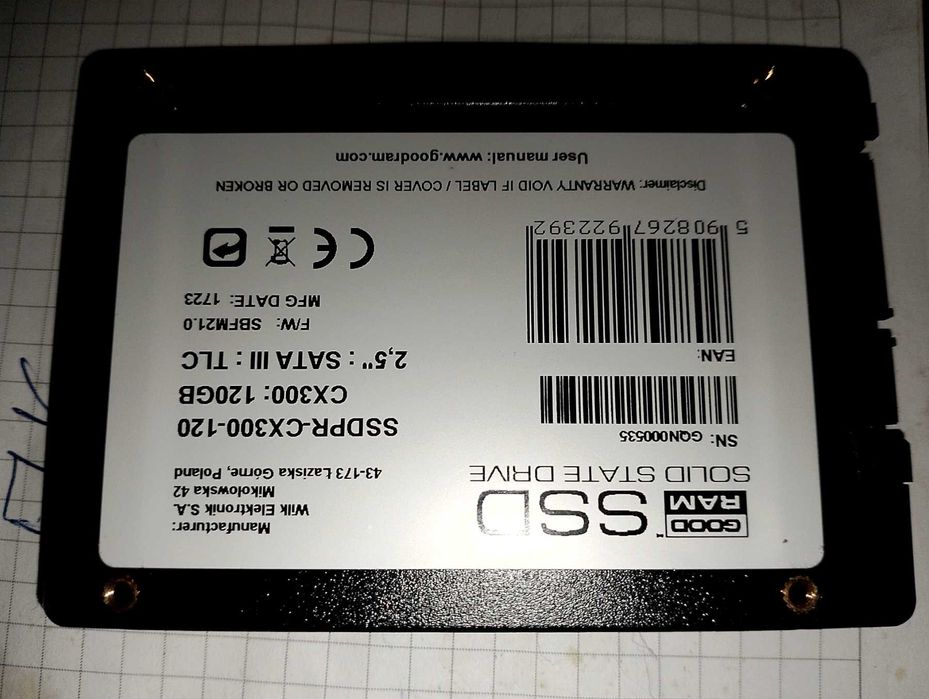 GOOD
RAM
SSD™
SOLID STATE DRIVE
Manufacturer:
Wilk Elektronik S.A.
Mikołowska 42
43-173 Łaziska Górne, Poland
SN: GQN000535
SSDPR-CX300-120
CX300: 120GB
2,5" : SATA III : TLC
EAN:
5 908267 922392
F/W: SBFM21.0
MFG DATE: 1723
CE
Disclaimer: WARRANTY VOID IF LABEL / COVER IS REMOVED OR BROKEN
User manual: www.goodram.com